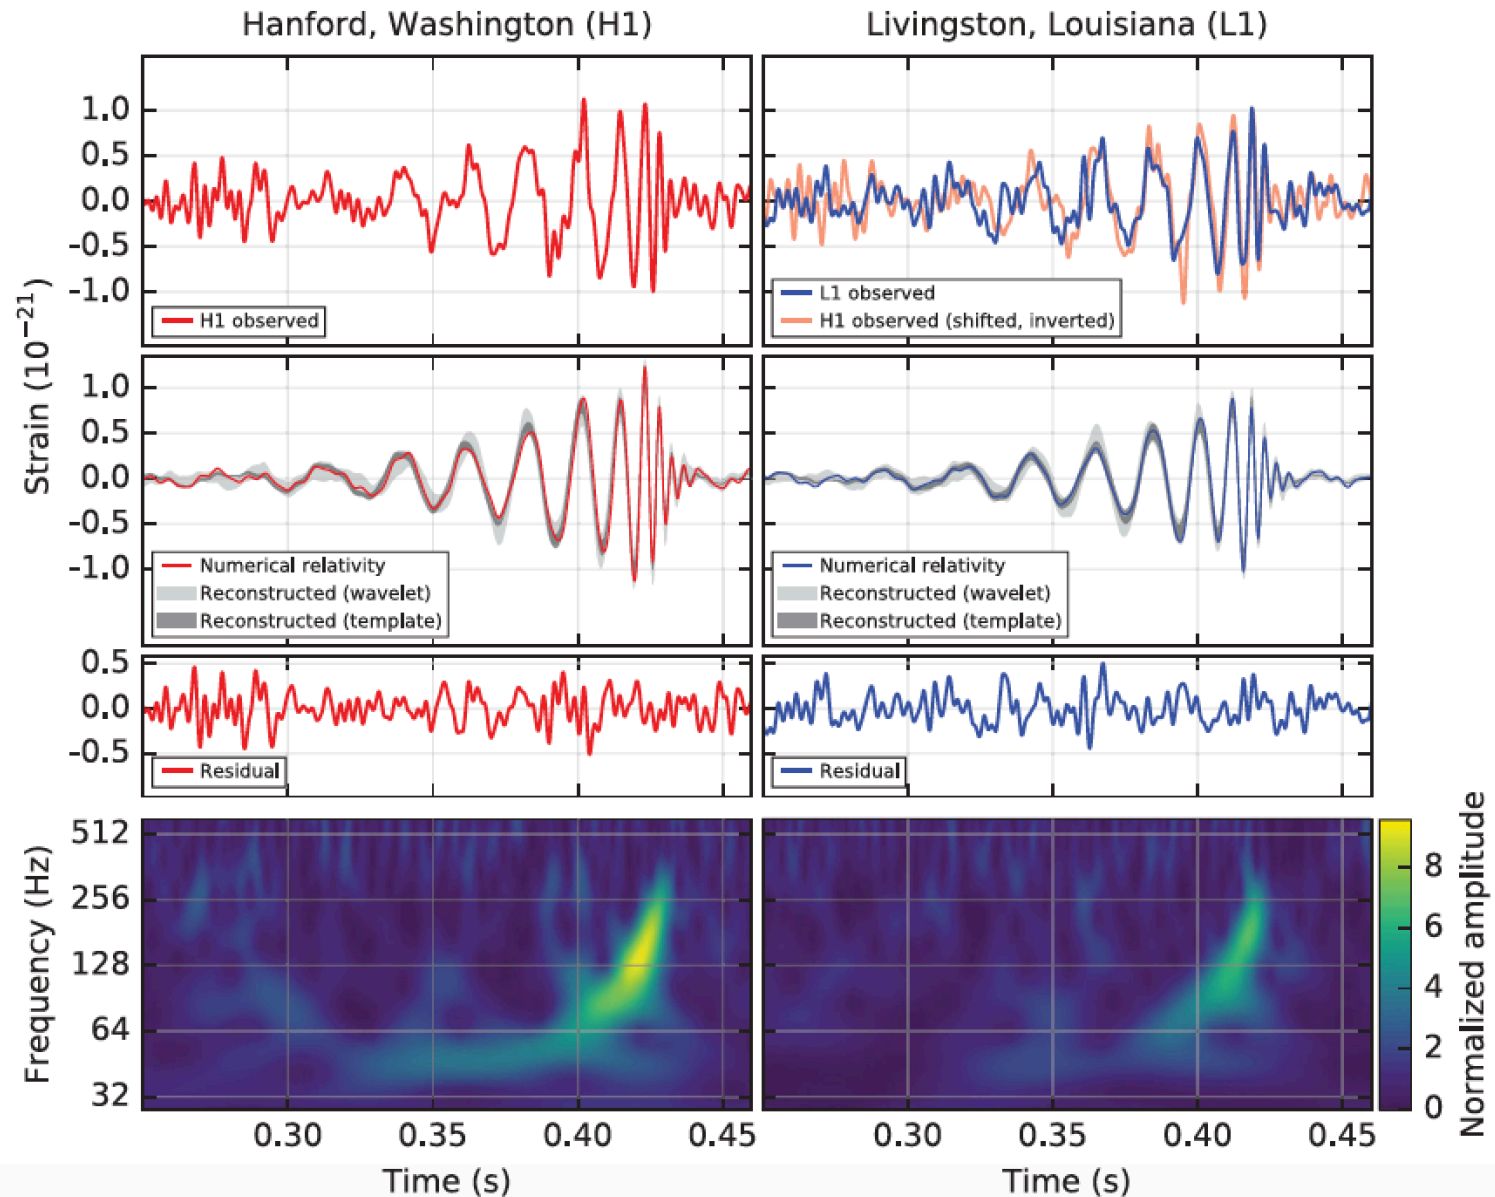 Hanford, Washington (H1)
Livingston, Louisiana (L1)
Strain (10⁻²¹)
1.0
0.5
0.0
-0.5
-1.0
H1 observed
L1 observed
H1 observed (shifted, inverted)
1.0
0.5
0.0
-0.5
-1.0
Numerical relativity
Reconstructed (wavelet)
Reconstructed (template)
Numerical relativity
Reconstructed (wavelet)
Reconstructed (template)
0.5
0.0
-0.5
Residual
Residual
Frequency (Hz)
512
256
128
64
32
Normalized amplitude
8
6
4
2
0
0.30 0.35 0.40 0.45
0.30 0.35 0.40 0.45
Time (s)
Time (s)